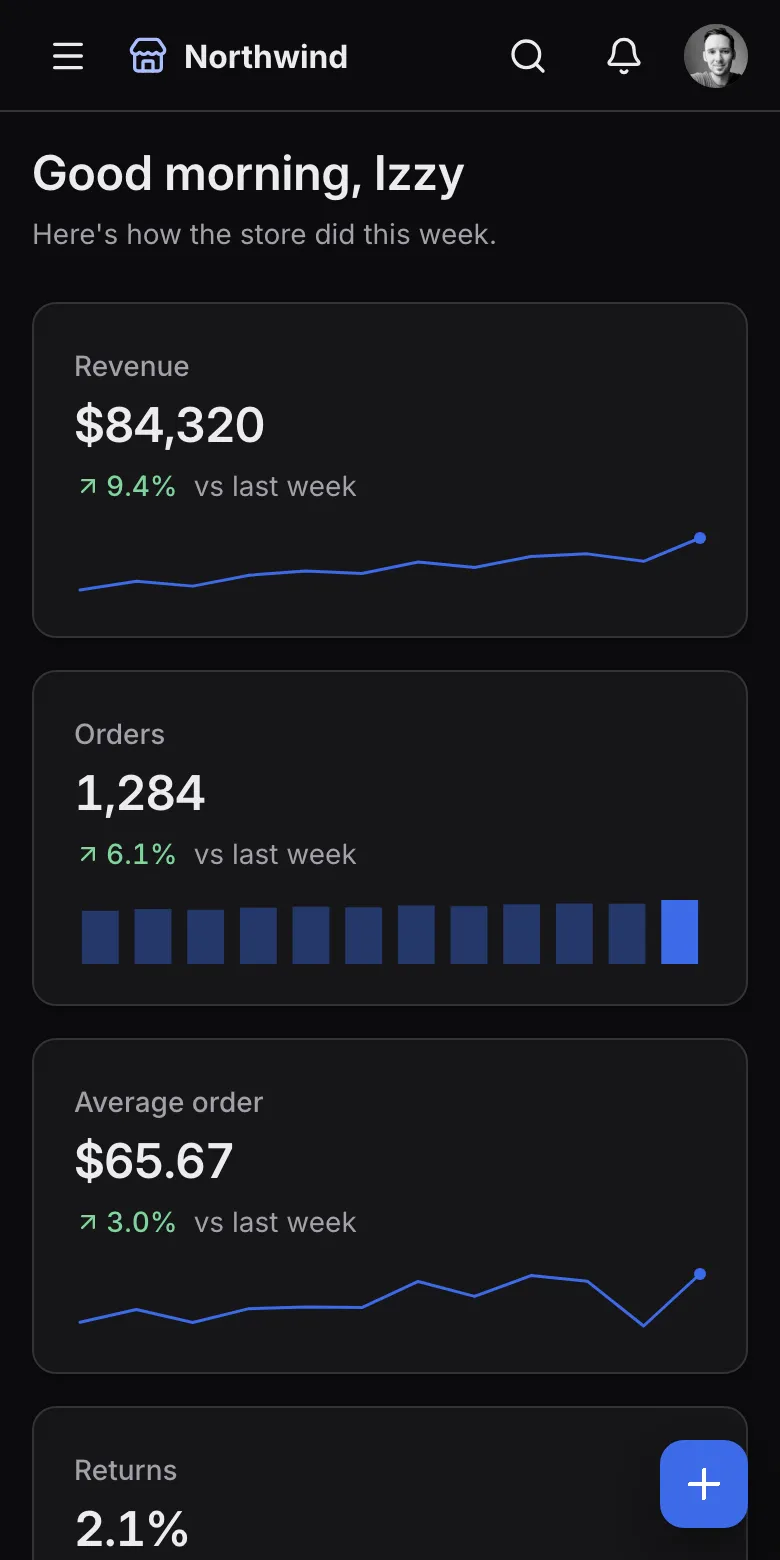 Northwind
Good morning, Izzy
Here's how the store did this week.
Revenue
$84,320
9.4% vs last week
Orders
1,284
6.1% vs last week
Average order
$65.67
3.0% vs last week
Returns
2.1%